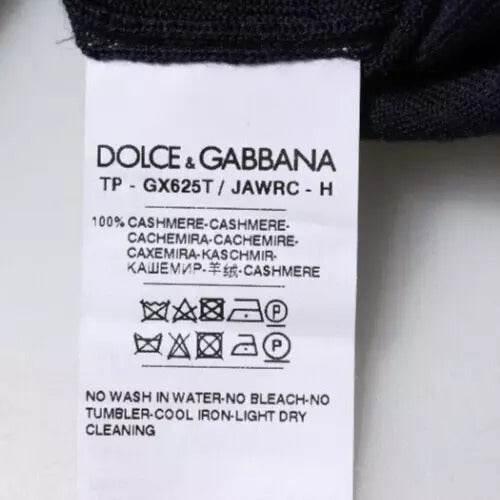 DOLCE & GABBANA
TP - GX625T / JAWRC - H
100% CASHMERE-CASHMERE-
CACHEMIRA-CACHEMIRE-
CAXEMIRA-KASCHMIR-
КАШЕМИР-羊绒-CASHMERE
P
P
NO WASH IN WATER-NO BLEACH-NO
TUMBLER-COOL IRON-LIGHT DRY
CLEANING